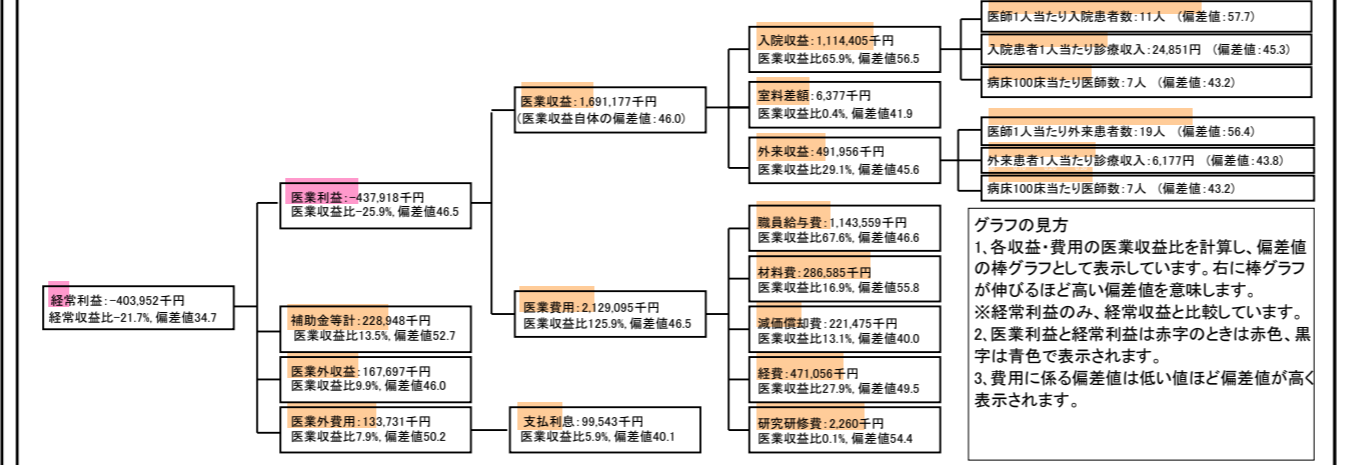 経常利益:-403,952千円
経常収益比-21.7%, 偏差値34.7
医業利益:-437,918千円
医業収益比-25.9%, 偏差値46.5
補助金等計:228,948千円
医業収益比13.5%, 偏差値52.7
医業外収益:167,697千円
医業収益比9.9%, 偏差値46.0
医業外費用:133,731千円
医業収益比7.9%, 偏差値50.2
医業収益:1,691,177千円
(医業収益自体の偏差値:46.0)
医業費用:2,129,095千円
医業収益比125.9%, 偏差値46.5
支払利息:99,543千円
医業収益比5.9%, 偏差値40.1
入院収益:1,114,405千円
医業収益比65.9%, 偏差値56.5
室料差額:6,377千円
医業収益比0.4%, 偏差値41.9
外来収益:491,956千円
医業収益比29.1%, 偏差値45.6
職員給与費:1,143,559千円
医業収益比67.6%, 偏差値46.6
材料費:286,585千円
医業収益比16.9%, 偏差値55.8
減価償却費:221,475千円
医業収益比13.1%, 偏差値40.0
経費:471,056千円
医業収益比27.9%, 偏差値49.5
研究研修費:2,260千円
医業収益比0.1%, 偏差値54.4
医師1人当たり入院患者数:11人 (偏差値:57.7)
入院患者1人当たり診療収入:24,851円 (偏差値:45.3)
病床100床当たり医師数:7人 (偏差値:43.2)
医師1人当たり外来患者数:19人 (偏差値:56.4)
外来患者1人当たり診療収入:6,177円 (偏差値:43.8)
病床100床当たり医師数:7人 (偏差値:43.2)
グラフの見方
1、各収益・費用の医業収益比を計算し、偏差値
の棒グラフとして表示しています。右に棒グラフ
が伸びるほど高い偏差値を意味します。
※経常利益のみ、経常収益と比較しています。
2、医業利益と経常利益は赤字のときは赤色、黒
字は青色で表示されます。
3、費用に係る偏差値は低い値ほど偏差値が高く
表示されます。